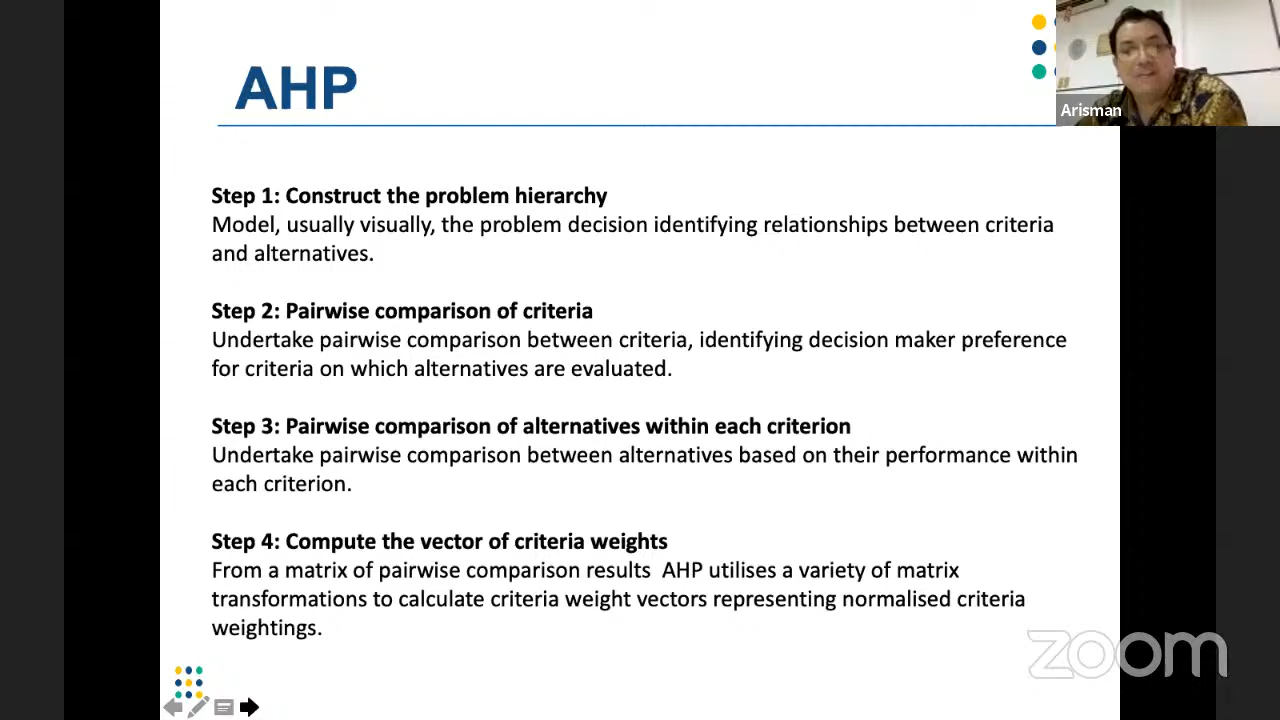 AHP
Arisman
Step 1: Construct the problem hierarchy
Model, usually visually, the problem decision identifying relationships between criteria
and alternatives.
Step 2: Pairwise comparison of criteria
Undertake pairwise comparison between criteria, identifying decision maker preference
for criteria on which alternatives are evaluated.
Step 3: Pairwise comparison of alternatives within each criterion
Undertake pairwise comparison between alternatives based on their performance within
each criterion.
Step 4: Compute the vector of criteria weights
From a matrix of pairwise comparison results  AHP utilises a variety of matrix
transformations to calculate criteria weight vectors representing normalised criteria
weightings.
zoom